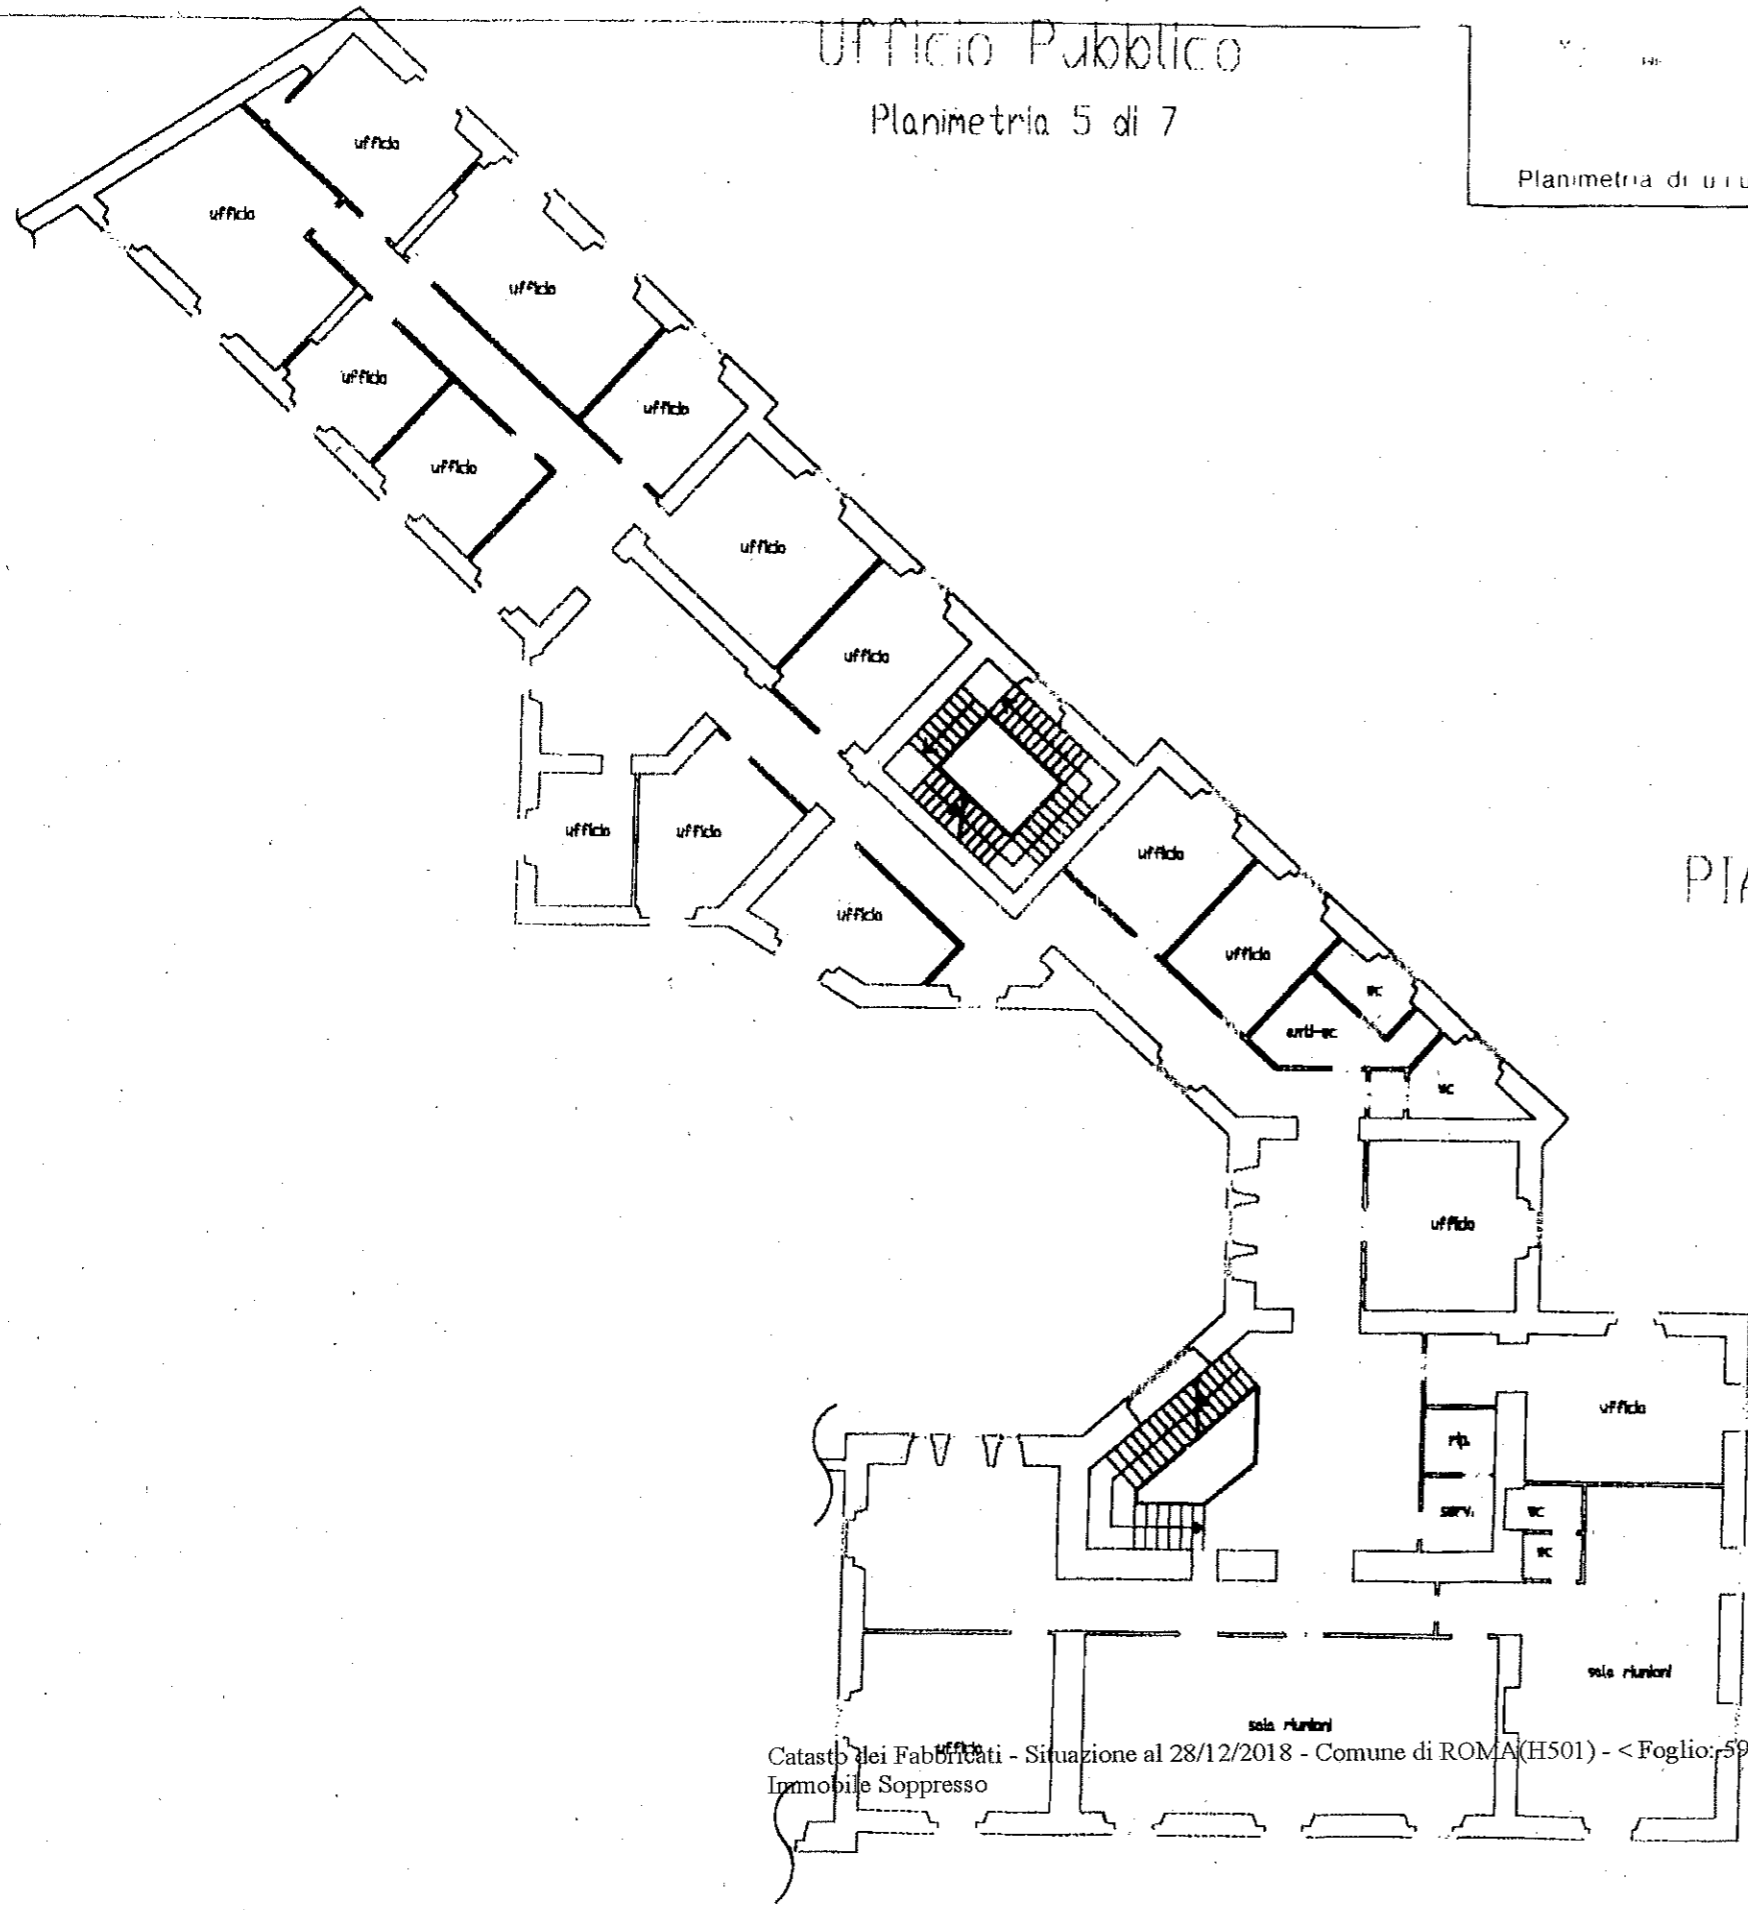 Ufficio Pubblico
Planimetria 5 di 7
Planimetria di
ufficio
ufficio
ufficio
ufficio
ufficio
ufficio
ufficio
ufficio
ufficio
ufficio
ufficio
ufficio
ufficio
wc
anti-wc
wc
ufficio
PIA
ufficio
rip.
serv.
wc
wc
sala riunioni
sala riunioni
ufficio
Catasto dei Fabbricati - Situazione al 28/12/2018 - Comune di ROMA(H501) - < Foglio: 59
Immobile Soppresso